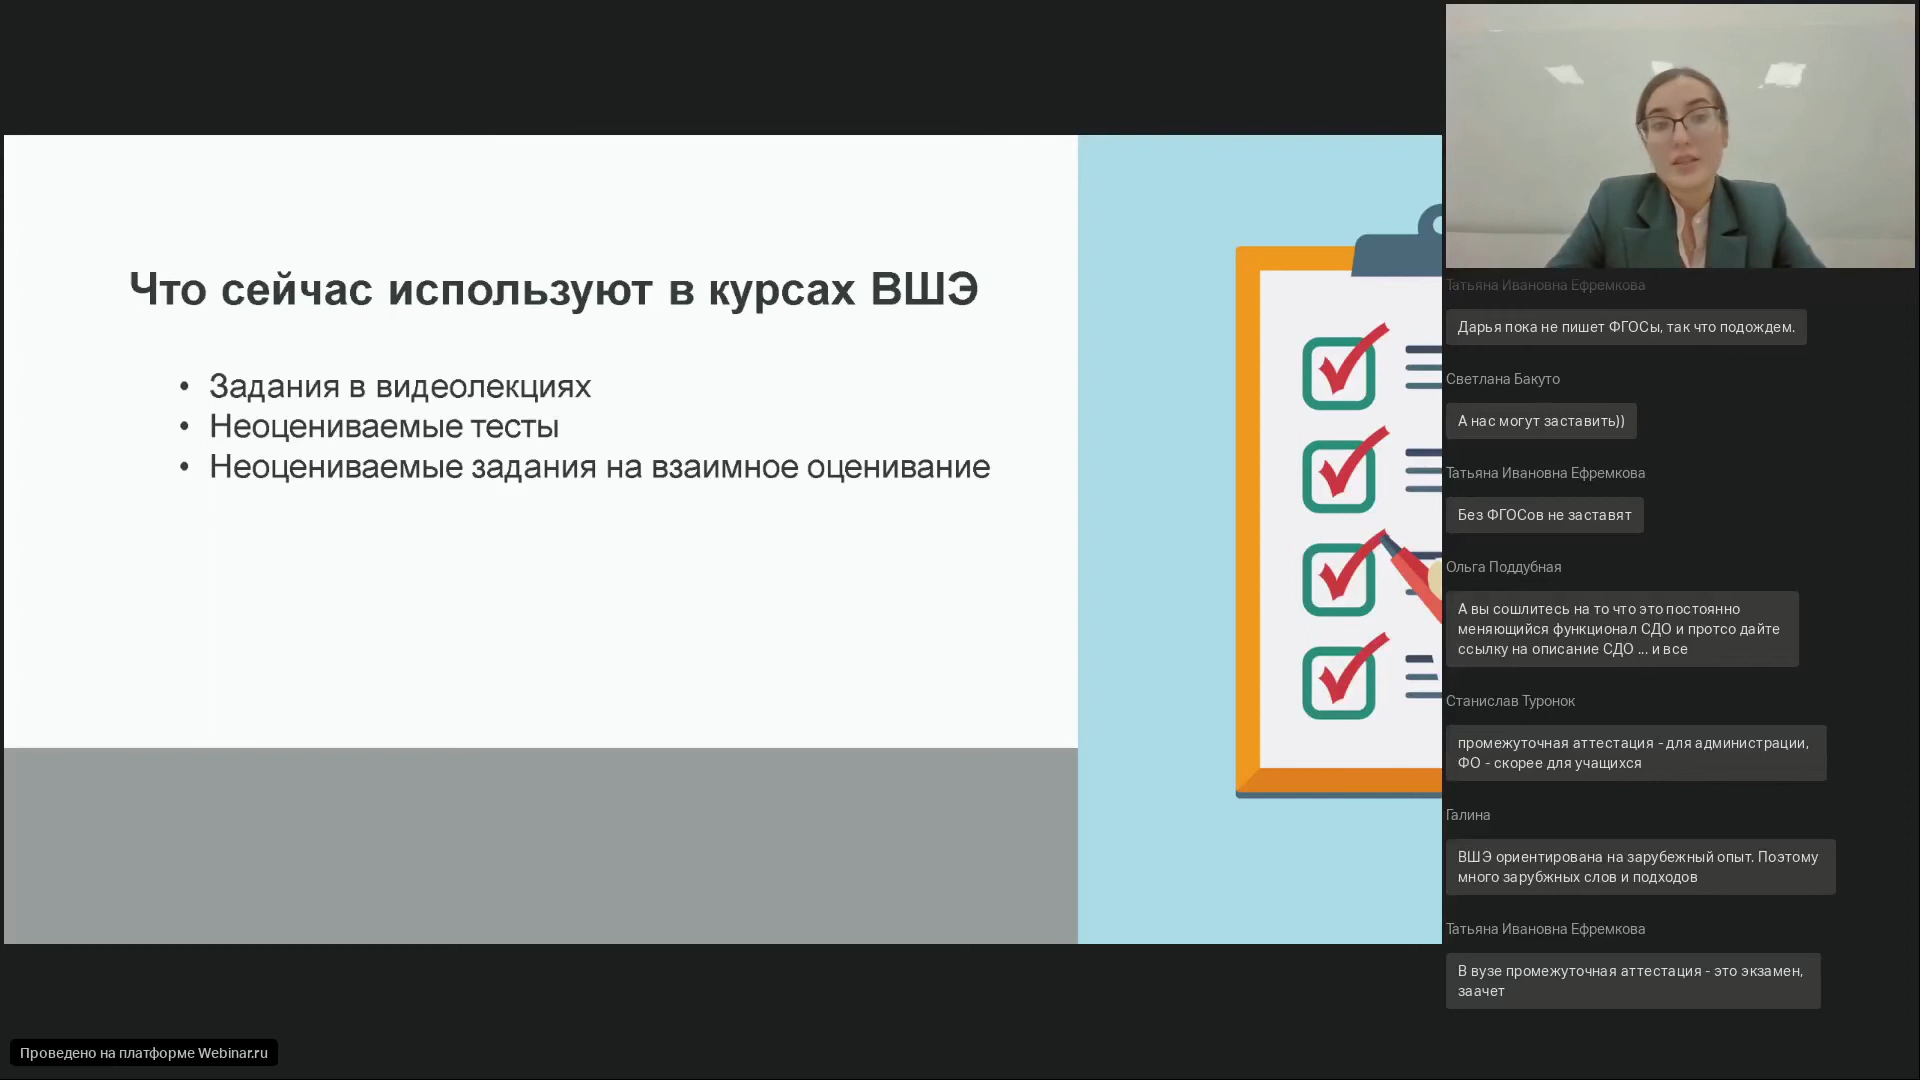 Что сейчас используют в курсах ВШЭ
• Задания в видеолекциях
• Неоцениваемые тесты
• Неоцениваемые задания на взаимное оценивание
Татьяна Ивановна Ефремкова
Дарья пока не пишет ФГОСы, так что подождем.
Светлана Бакуто
А нас могут заставить))
Татьяна Ивановна Ефремкова
Без ФГОСов не заставят
Ольга Поддубная
А вы сошлитесь на то что это постоянно
меняющийся функционал СДО и протсо дайте
ссылку на описание СДО ... и все
Станислав Туронок
промежуточная аттестация - для администрации,
ФО - скорее для учащихся
Галина
ВШЭ ориентирована на зарубежный опыт. Поэтому
много зарубжных слов и подходов
Татьяна Ивановна Ефремкова
В вузе промежуточная аттестация - это экзамен,
заачет
Проведено на платформе Webinar.ru